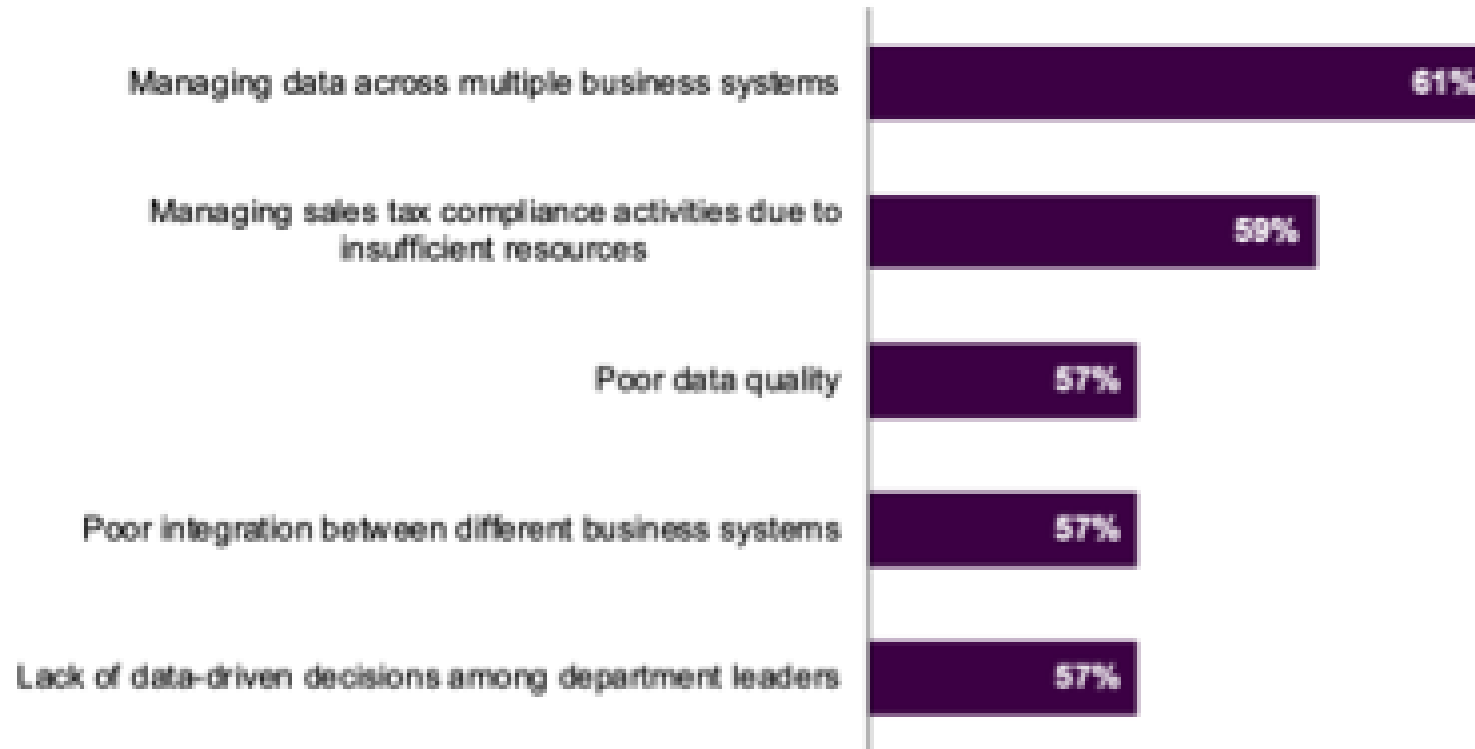 Managing data across multiple business systems
61%
Managing sales tax compliance activities due to
insufficient resources
59%
Poor data quality
57%
Poor integration between different business systems
57%
Lack of data-driven decisions among department leaders
57%